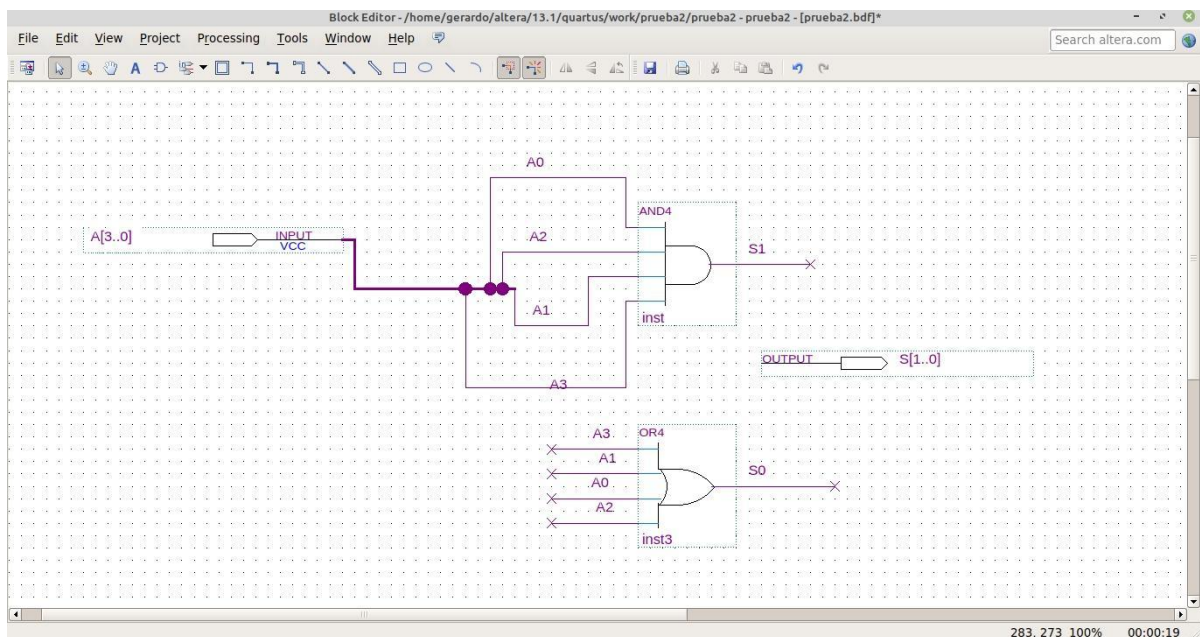 Block Editor - /home/gerardo/altera/13.1/quartus/work/prueba2/prueba2 - prueba2 - [prueba2.bdf]*
File Edit View Project Processing Tools Window Help
Search altera.com
A0
AND4
A[3..0]
INPUT
VCC
A2
S1
A1
inst
OUTPUT
S[1..0]
A3
A3
OR4
A1
S0
A0
A2
inst3
283, 273 100% 00:00:19